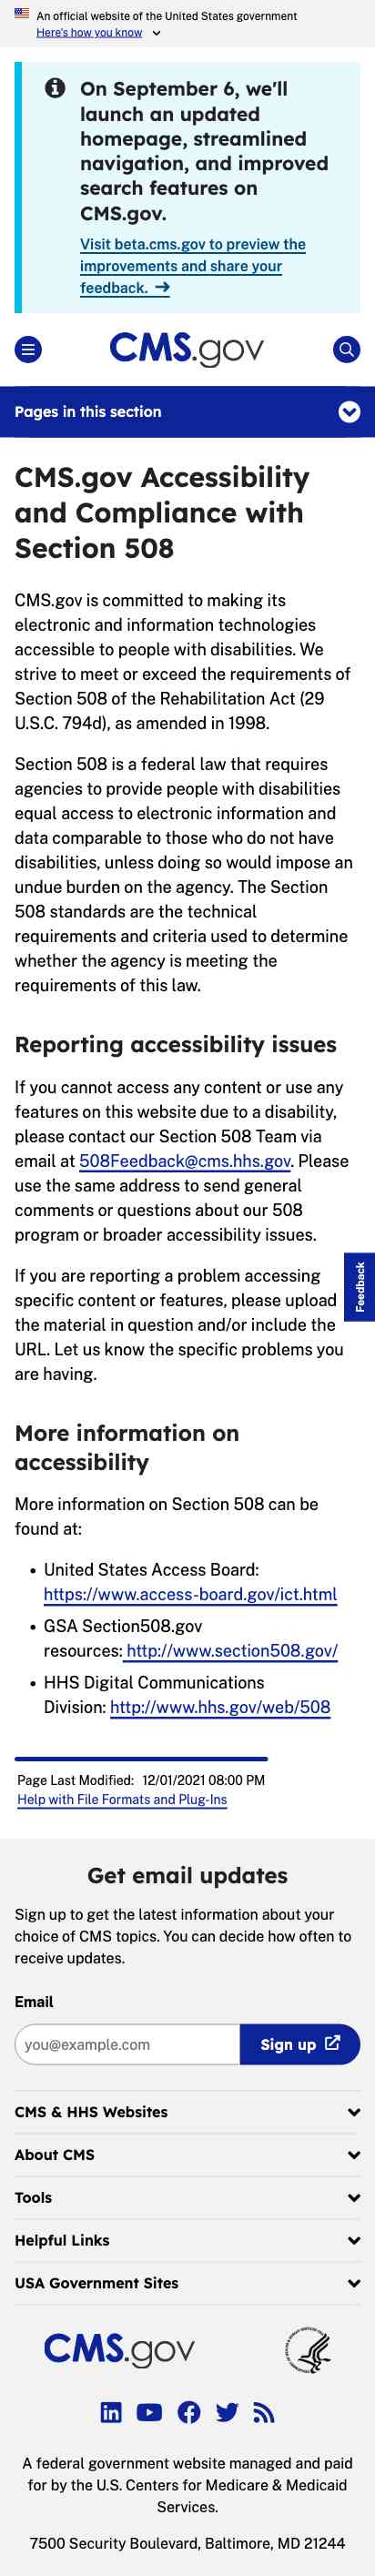 An official website of the United States government
Here's how you know
On September 6, we'll
launch an updated
homepage, streamlined
navigation, and improved
search features on
CMS.gov.
Visit beta.cms.gov to preview the
improvements and share your
feedback.
CMS.gov
Pages in this section
CMS.gov Accessibility
and Compliance with
Section 508
CMS.gov is committed to making its
electronic and information technologies
accessible to people with disabilities. We
strive to meet or exceed the requirements of
Section 508 of the Rehabilitation Act (29
U.S.C. 794d), as amended in 1998.
Section 508 is a federal law that requires
agencies to provide people with disabilities
equal access to electronic information and
data comparable to those who do not have
disabilities, unless doing so would impose an
undue burden on the agency. The Section
508 standards are the technical
requirements and criteria used to determine
whether the agency is meeting the
requirements of this law.
Reporting accessibility issues
If you cannot access any content or use any
features on this website due to a disability,
please contact our Section 508 Team via
email at 508Feedback@cms.hhs.gov. Please
use the same address to send general
comments or questions about our 508
program or broader accessibility issues.
Feedback
If you are reporting a problem accessing
specific content or features, please upload
the material in question and/or include the
URL. Let us know the specific problems you
are having.
More information on
accessibility
More information on Section 508 can be
found at:
• United States Access Board:
https://www.access-board.gov/ict.html
• GSA Section508.gov
resources: http://www.section508.gov/
• HHS Digital Communications
Division: http://www.hhs.gov/web/508
Page Last Modified: 12/01/2021 08:00 PM
Help with File Formats and Plug-Ins
Get email updates
Sign up to get the latest information about your
choice of CMS topics. You can decide how often to
receive updates.
Email
you@example.com
Sign up
CMS & HHS Websites
About CMS
Tools
Helpful Links
USA Government Sites
CMS.gov
A federal government website managed and paid
for by the U.S. Centers for Medicare & Medicaid
Services.
7500 Security Boulevard, Baltimore, MD 21244